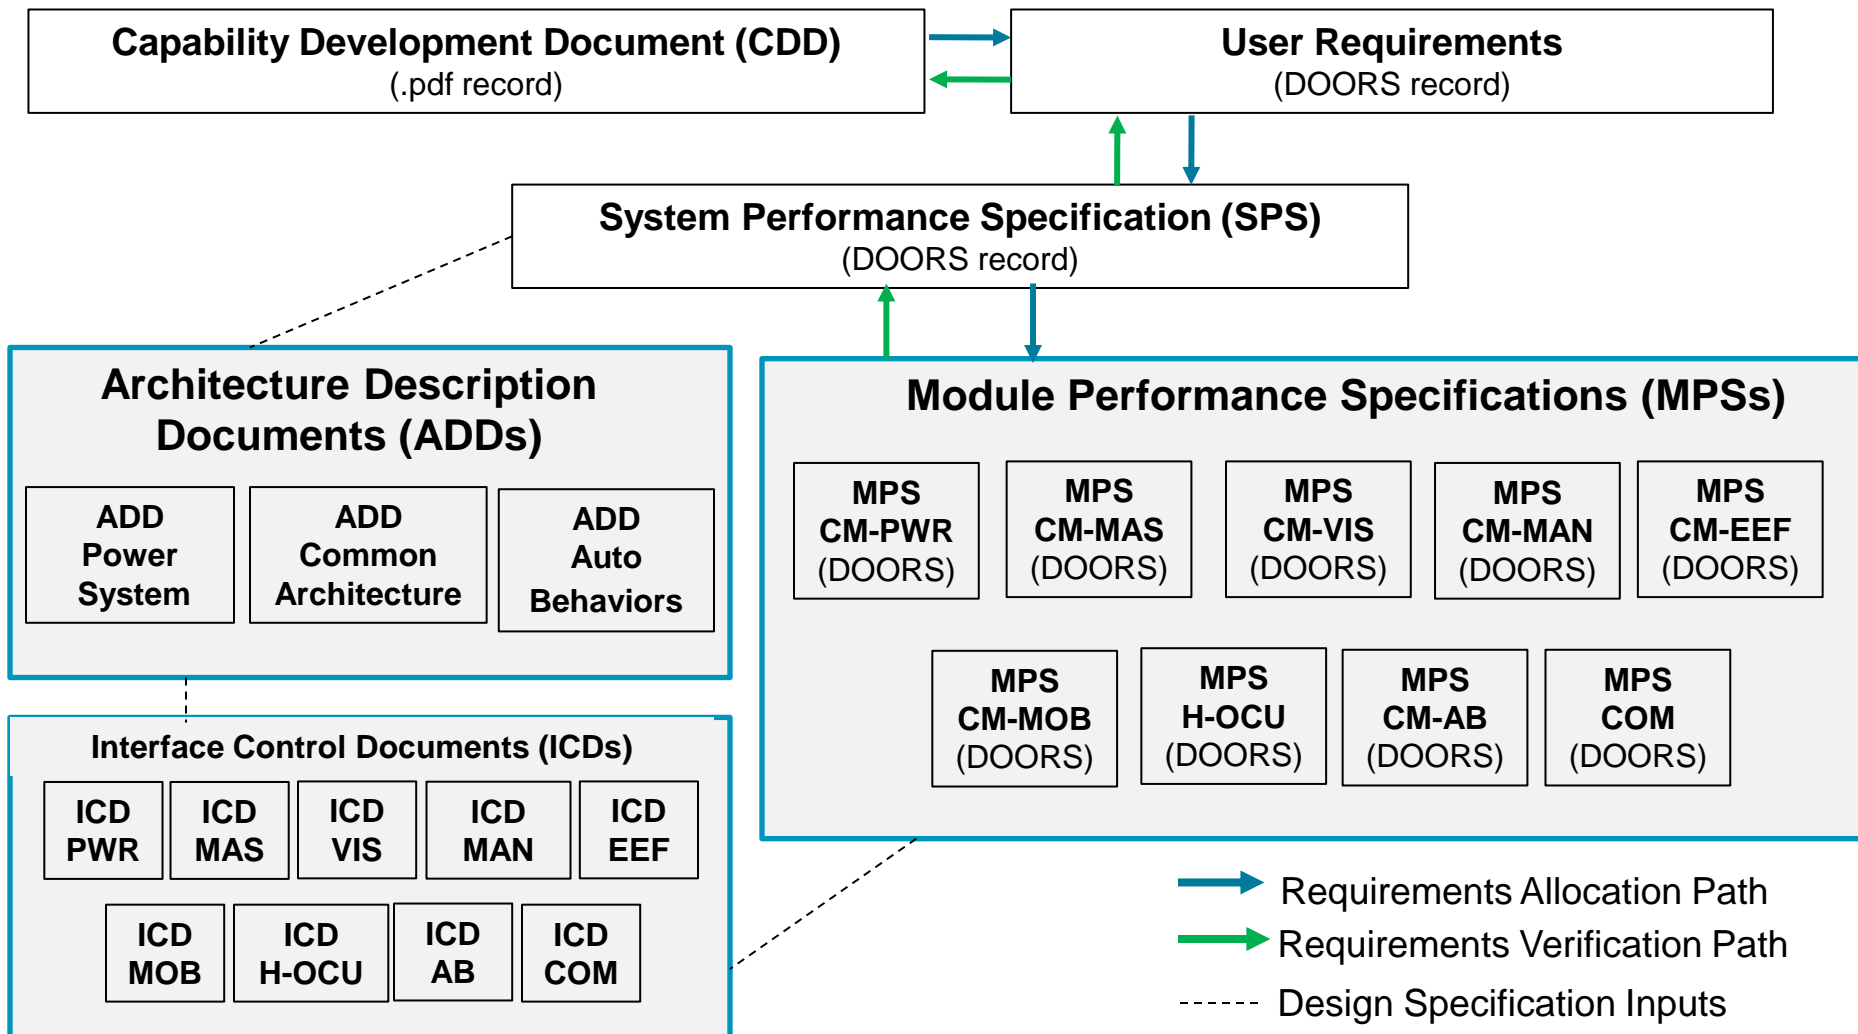 Capability Development Document (CDD)
(.pdf record)
User Requirements
(DOORS record)
System Performance Specification (SPS)
(DOORS record)
Architecture Description
Documents (ADDs)
ADD
Power
System
ADD
Common
Architecture
ADD
Auto
Behaviors
Interface Control Documents (ICDs)
ICD
PWR
ICD
MAS
ICD
VIS
ICD
MAN
ICD
EEF
ICD
MOB
ICD
H-OCU
ICD
AB
ICD
COM
Module Performance Specifications (MPSs)
MPS
CM-PWR
(DOORS)
MPS
CM-MAS
(DOORS)
MPS
CM-VIS
(DOORS)
MPS
CM-MAN
(DOORS)
MPS
CM-EEF
(DOORS)
MPS
CM-MOB
(DOORS)
MPS
H-OCU
(DOORS)
MPS
CM-AB
(DOORS)
MPS
COM
(DOORS)
Requirements Allocation Path
Requirements Verification Path
Design Specification Inputs